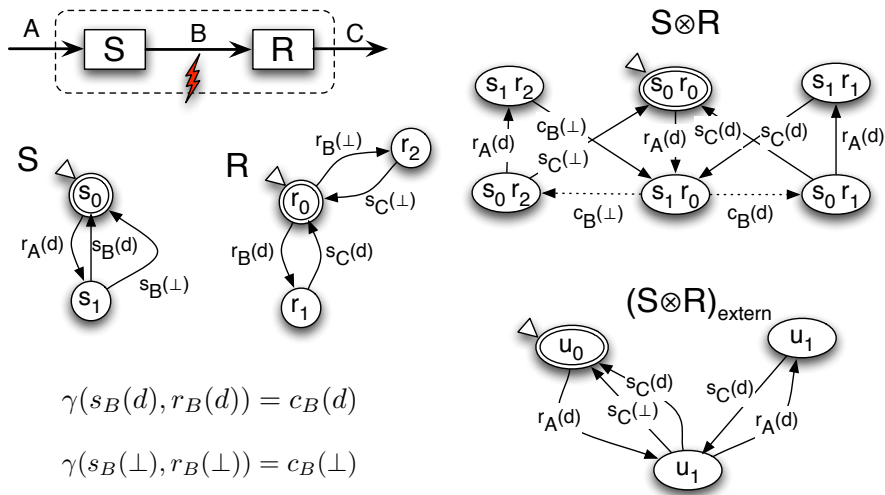 A
S
B
R
C
S⊗R
s1 r2
s0 r0
s1 r1
rA(d)
cB(⊥)
sC(⊥)
rA(d)
sC(d)
sC(d)
rA(d)
s0 r2
s1 r0
s0 r1
cB(⊥)
cB(d)
S
s0
rA(d)
sB(d)
sB(⊥)
s1
R
rB(⊥)
r2
r0
sC(⊥)
rB(d)
sC(d)
r1
(S⊗R)extern
u0
u1
sC(d)
sC(d)
rA(d)
sC(⊥)
rA(d)
u1
γ(sB(d), rB(d)) = cB(d)
γ(sB(⊥), rB(⊥)) = cB(⊥)